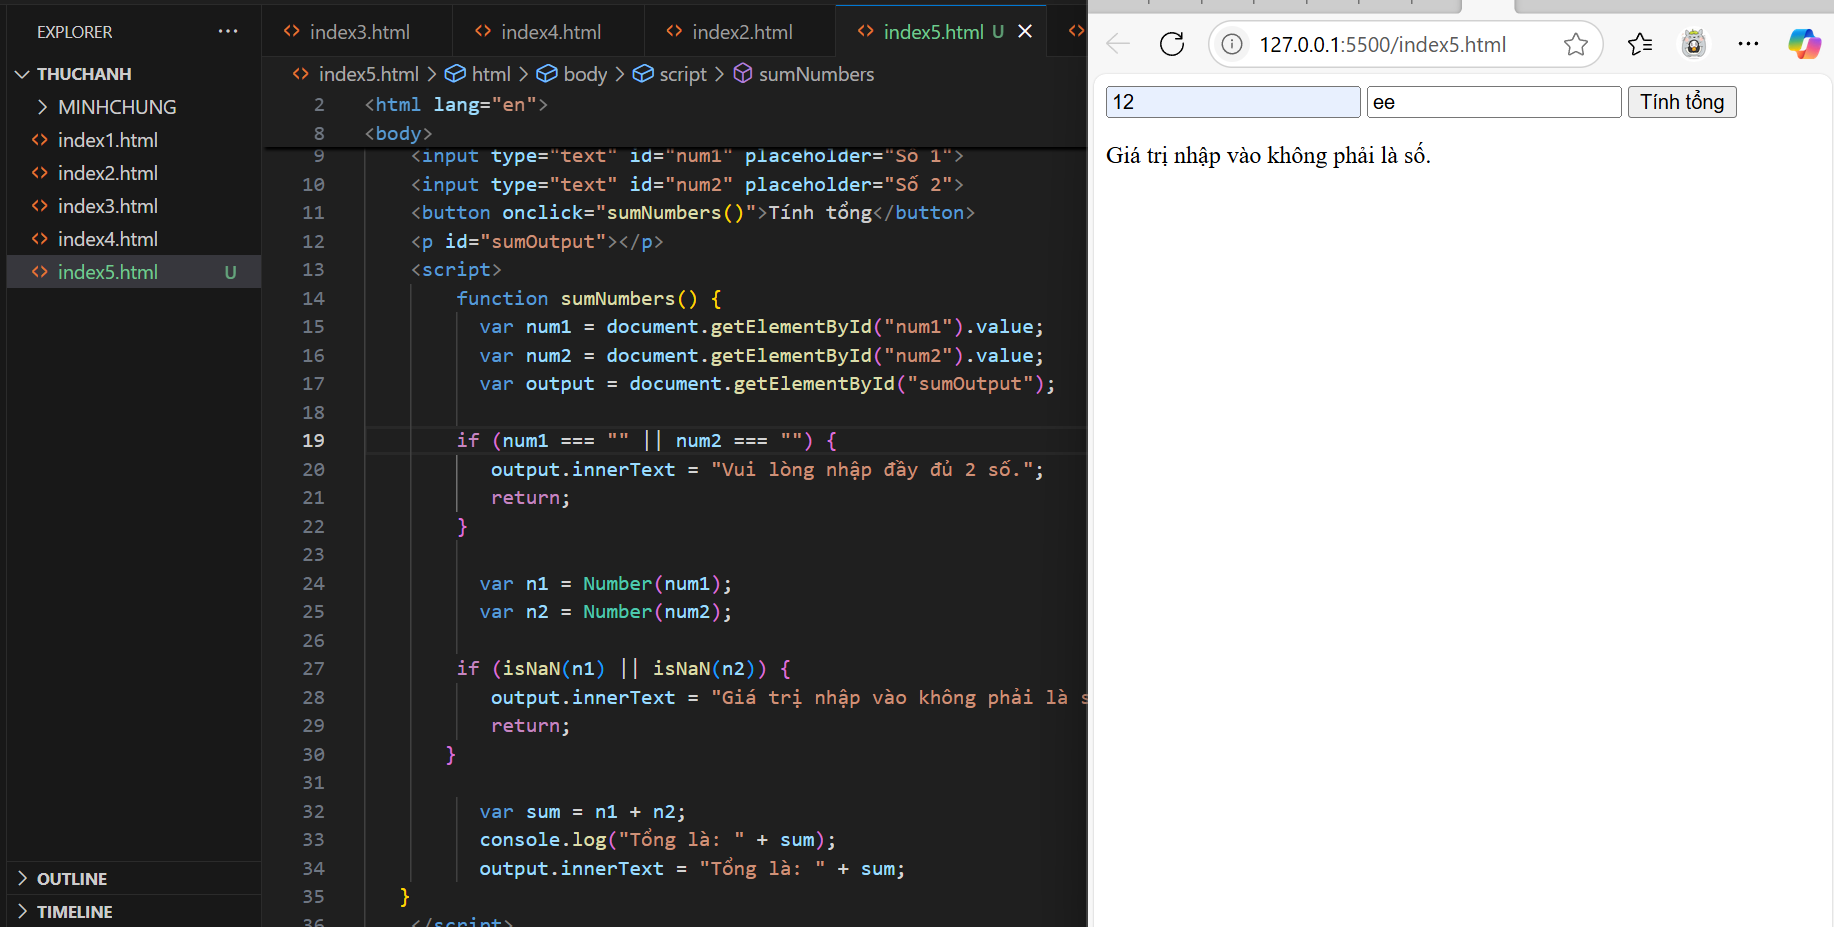 EXPLORER
THUCHANH
MINHCHUNG
index1.html
index2.html
index3.html
index4.html
index5.html U
OUTLINE
TIMELINE
index3.html index4.html index2.html index5.html U
index5.html > html > body > script > sumNumbers
2 <html lang="en">
8 <body>
9 <input type="text" id="num1" placeholder="Số 1">
10 <input type="text" id="num2" placeholder="Số 2">
11 <button onclick="sumNumbers()">Tính tổng</button>
12 <p id="sumOutput"></p>
13 <script>
14 function sumNumbers() {
15 var num1 = document.getElementById("num1").value;
16 var num2 = document.getElementById("num2").value;
17 var output = document.getElementById("sumOutput");
18
19 if (num1 === "" || num2 === "") {
20 output.innerText = "Vui lòng nhập đầy đủ 2 số.";
21 return;
22 }
23
24 var n1 = Number(num1);
25 var n2 = Number(num2);
26
27 if (isNaN(n1) || isNaN(n2)) {
28 output.innerText = "Giá trị nhập vào không phải là s
29 return;
30 }
31
32 var sum = n1 + n2;
33 console.log("Tổng là: " + sum);
34 output.innerText = "Tổng là: " + sum;
35 }
36 </script>
127.0.0.1:5500/index5.html
12 ee Tính tổng
Giá trị nhập vào không phải là số.